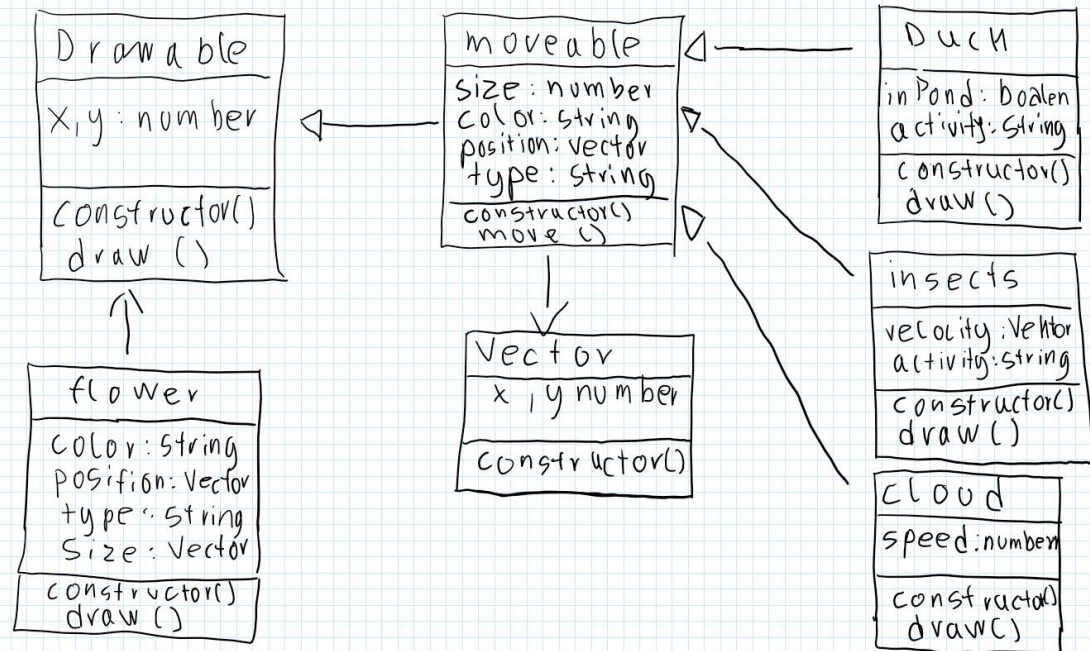 Drawable
x, y : number
constructor()
draw ()
flower
color: string
Position: Vector
type : string
Size : Vector
constructor()
draw ()
moveable
size : number
color: string
position: vector
type : string
constructor()
move ()
Vector
x , y number
constructor()
DucH
inPond: boalen
activity: String
constructor()
draw ()
insects
velocity : Vektor
activity: string
constructor()
draw ()
cloud
speed: number
constructor()
draw()